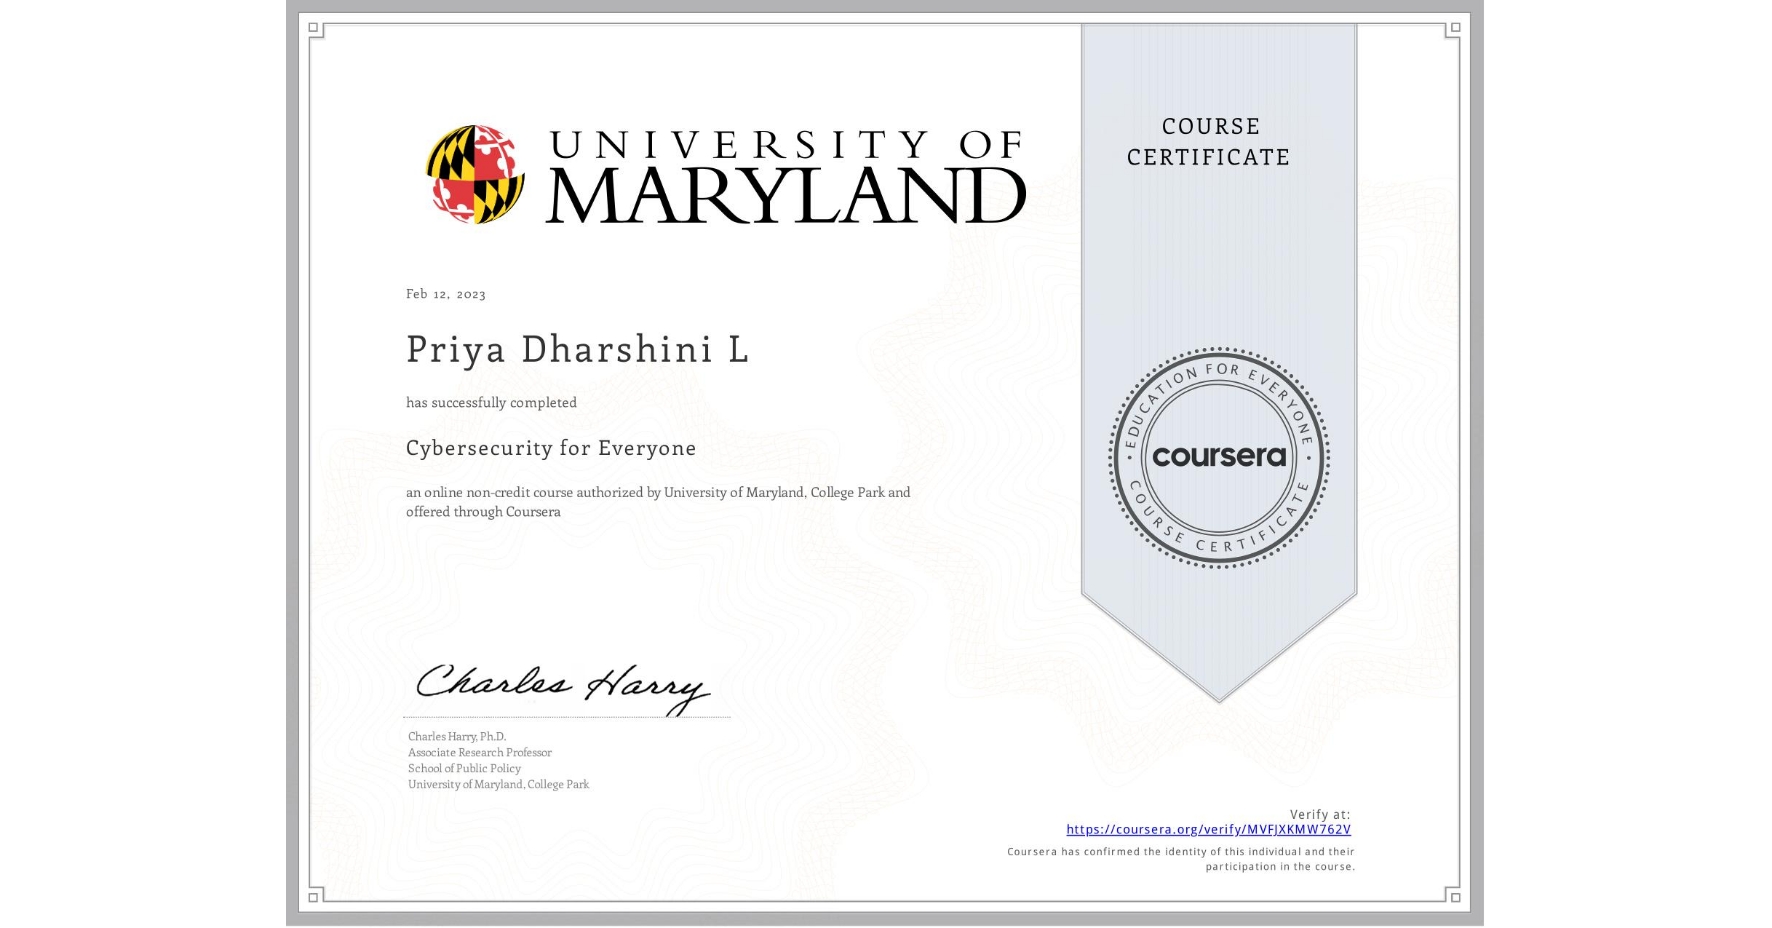 UNIVERSITY OF
MARYLAND
COURSE
CERTIFICATE
Feb 12, 2023
Priya Dharshini L
has successfully completed
Cybersecurity for Everyone
an online non-credit course authorized by University of Maryland, College Park and
offered through Coursera
EDUCATION FOR EVERYONE
coursera
COURSE CERTIFICATE
Charles Harry
Charles Harry, Ph.D.
Associate Research Professor
School of Public Policy
University of Maryland, College Park
Verify at:
https://coursera.org/verify/MVFJXKMW762V
Coursera has confirmed the identity of this individual and their
participation in the course.